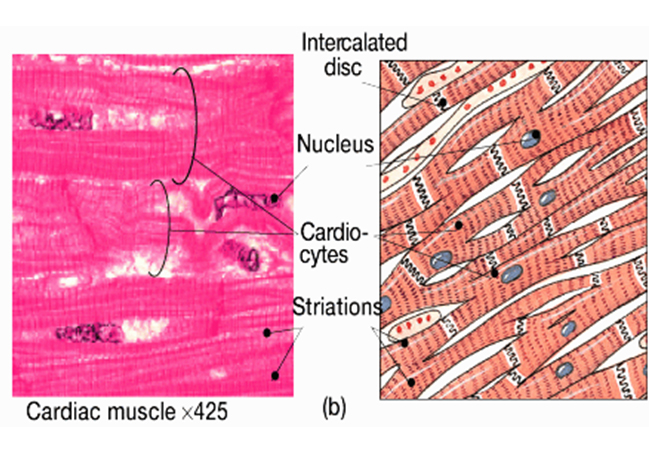 Intercalated
disc
Nucleus
Cardio-
cytes
Striations
Cardiac muscle ×425
(b)